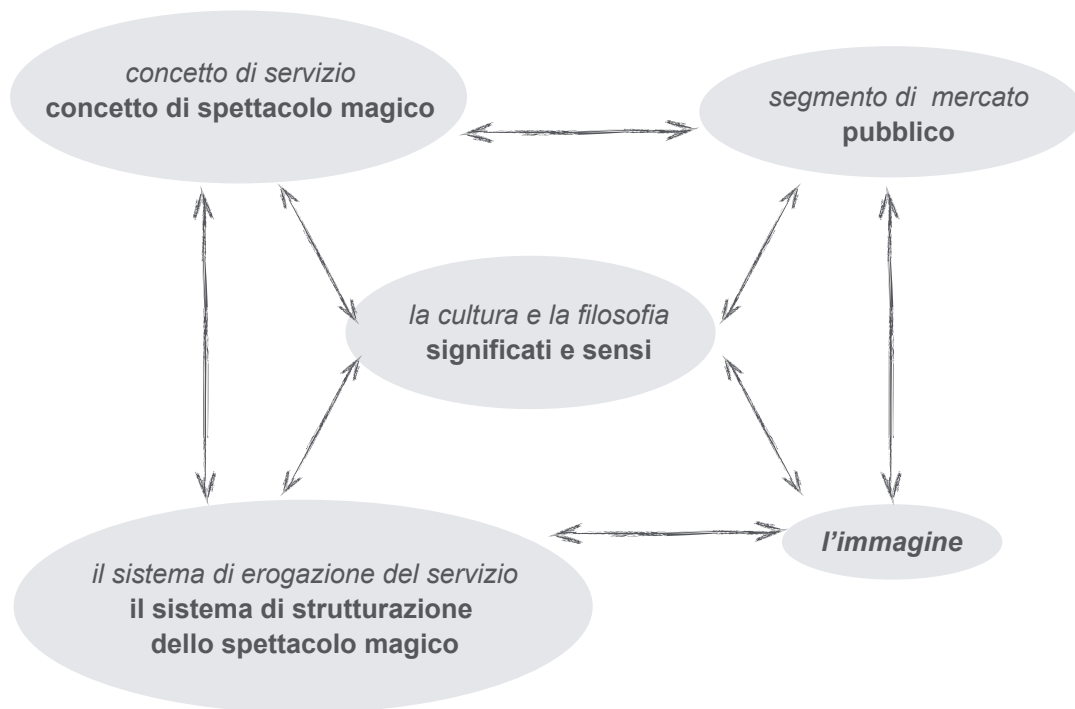 concetto di servizio
concetto di spettacolo magico
segmento di mercato
pubblico
la cultura e la filosofia
significati e sensi
il sistema di erogazione del servizio
il sistema di strutturazione
dello spettacolo magico
l'immagine